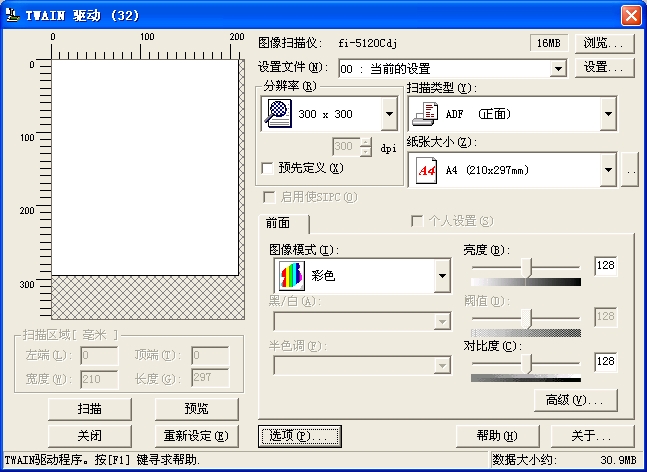 TWAIN 驱动 (32)
0 100 200
0
100
200
300
图像扫描仪: fi-5120Cdj 16MB 浏览...
设置文件(N): 00 : 当前的设置 设置...
分辨率(R)
300 x 300
300 dpi
预先定义(X)
扫描类型(Y):
ADF (正面)
纸张大小(Z):
A4 A4 (210x297mm) ..
启用使SIPC(O)
前面
个人设置(S)
图像模式(I):
彩色
黑/白(A):
半色调(F):
亮度(B):
128
阈值(D):
128
对比度(C):
128
高级(V)...
扫描区域[ 毫米 ]
左端(L): 0 顶端(T): 0
宽度(W): 210 长度(G): 297
扫描 预览
关闭 重新设定(E)
选项(P)... 帮助(H) 关于...
TWAIN驱动程序。按[F1] 键寻求帮助. 数据大小约: 30.9MB